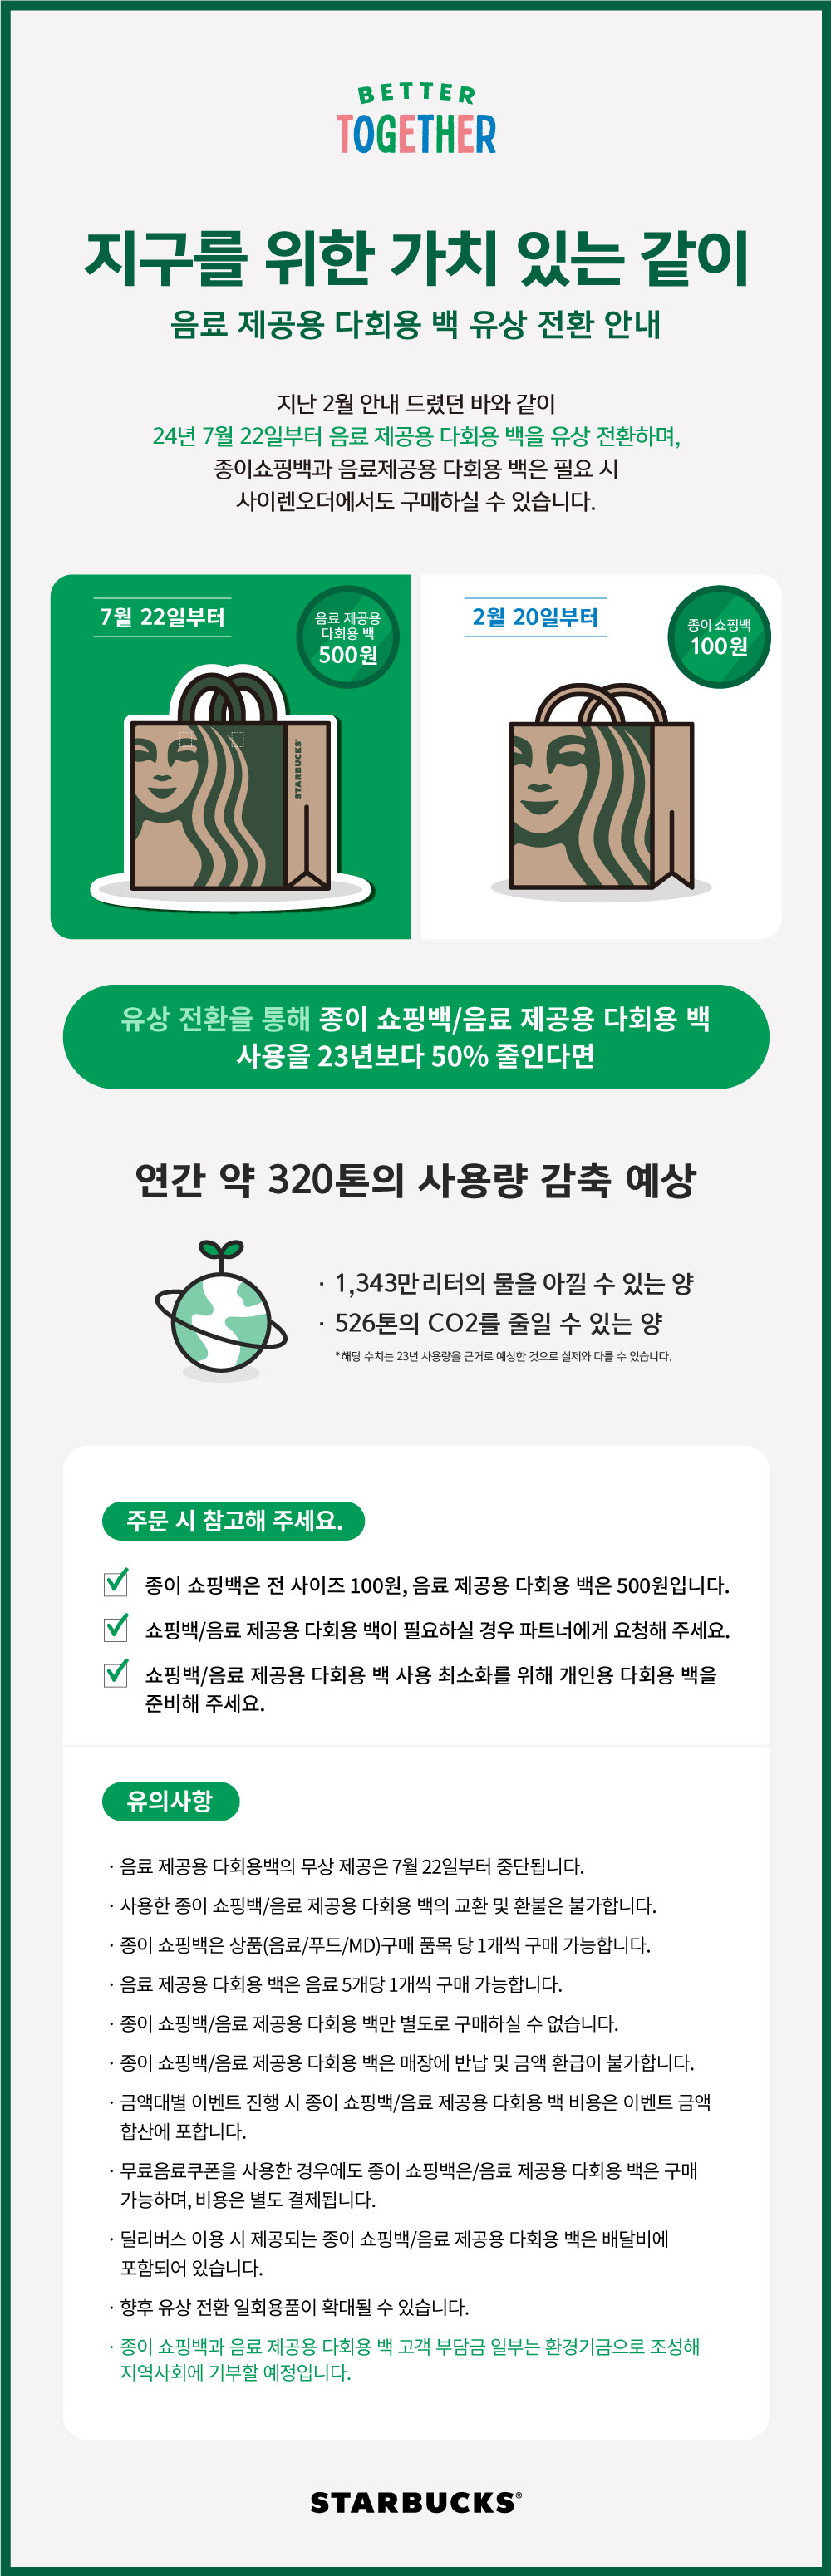 BETTER
TOGETHER
지구를 위한 가치 있는 같이
음료 제공용 다회용 백 유상 전환 안내
지난 2월 안내 드렸던 바와 같이
24년 7월 22일부터 음료 제공용 다회용 백을 유상 전환하며,
종이쇼핑백과 음료제공용 다회용 백은 필요 시
사이렌오더에서도 구매하실 수 있습니다.
7월 22일부터
음료 제공용
다회용 백
500원
STARBUCKS
2월 20일부터
종이 쇼핑백
100원
유상 전환을 통해 종이 쇼핑백/음료 제공용 다회용 백
사용을 23년보다 50% 줄인다면
연간 약 320톤의 사용량 감축 예상
· 1,343만리터의 물을 아낄 수 있는 양
· 526톤의 CO2를 줄일 수 있는 양
*해당 수치는 23년 사용량을 근거로 예상한 것으로 실제와 다를 수 있습니다.
주문 시 참고해 주세요.
종이 쇼핑백은 전 사이즈 100원, 음료 제공용 다회용 백은 500원입니다.
쇼핑백/음료 제공용 다회용 백이 필요하실 경우 파트너에게 요청해 주세요.
쇼핑백/음료 제공용 다회용 백 사용 최소화를 위해 개인용 다회용 백을
준비해 주세요.
유의사항
· 음료 제공용 다회용백의 무상 제공은 7월 22일부터 중단됩니다.
· 사용한 종이 쇼핑백/음료 제공용 다회용 백의 교환 및 환불은 불가합니다.
· 종이 쇼핑백은 상품(음료/푸드/MD)구매 품목 당 1개씩 구매 가능합니다.
· 음료 제공용 다회용 백은 음료 5개당 1개씩 구매 가능합니다.
· 종이 쇼핑백/음료 제공용 다회용 백만 별도로 구매하실 수 없습니다.
· 종이 쇼핑백/음료 제공용 다회용 백은 매장에 반납 및 금액 환급이 불가합니다.
· 금액대별 이벤트 진행 시 종이 쇼핑백/음료 제공용 다회용 백 비용은 이벤트 금액
합산에 포합니다.
· 무료음료쿠폰을 사용한 경우에도 종이 쇼핑백은/음료 제공용 다회용 백은 구매
가능하며, 비용은 별도 결제됩니다.
· 딜리버스 이용 시 제공되는 종이 쇼핑백/음료 제공용 다회용 백은 배달비에
포함되어 있습니다.
· 향후 유상 전환 일회용품이 확대될 수 있습니다.
· 종이 쇼핑백과 음료 제공용 다회용 백 고객 부담금 일부는 환경기금으로 조성해
지역사회에 기부할 예정입니다.
STARBUCKS®